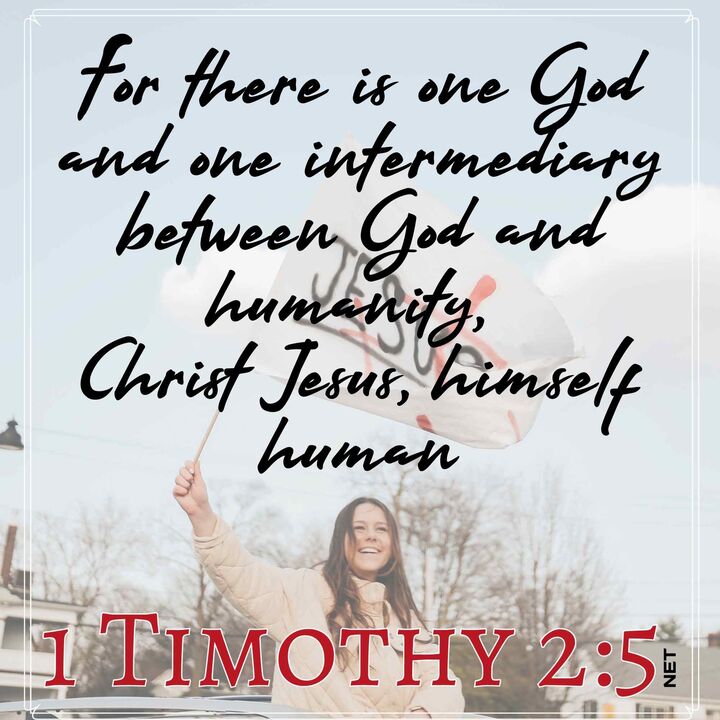 For there is one God
and one intermediary
between God and
humanity,
Christ Jesus, himself
human
JESUS
1 TIMOTHY 2:5
NET